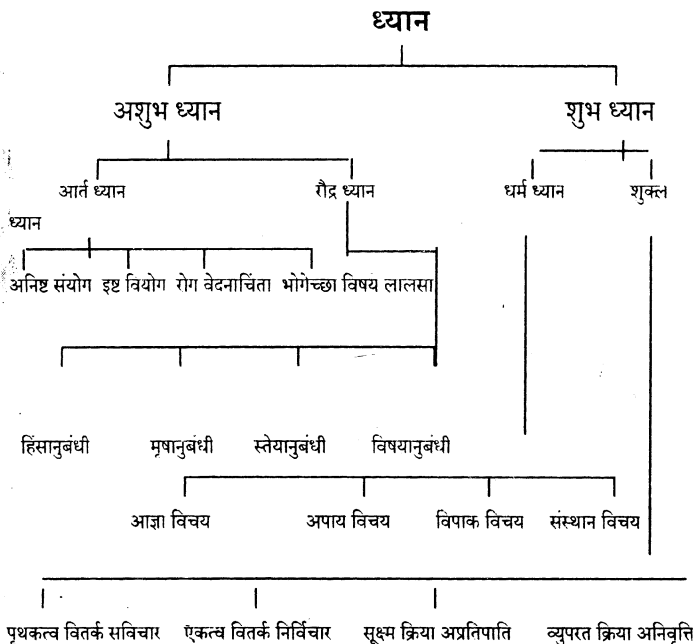 ध्यान
अशुभ ध्यान शुभ ध्यान
आर्त ध्यान रौद्र ध्यान धर्म ध्यान शुक्ल
ध्यान
अनिष्ट संयोग इष्ट वियोग रोग वेदनाचिंता भोगेच्छा विषय लालसा
हिंसानुबंधी मृषानुबंधी स्तेयानुबंधी विषयानुबंधी
आज्ञा विचय अपाय विचय विपाक विचय संस्थान विचय
पृथकत्व वितर्क सविचार एकत्व वितर्क निर्विचार सूक्ष्म क्रिया अप्रतिपाति व्युपरत क्रिया अनिवृत्ति